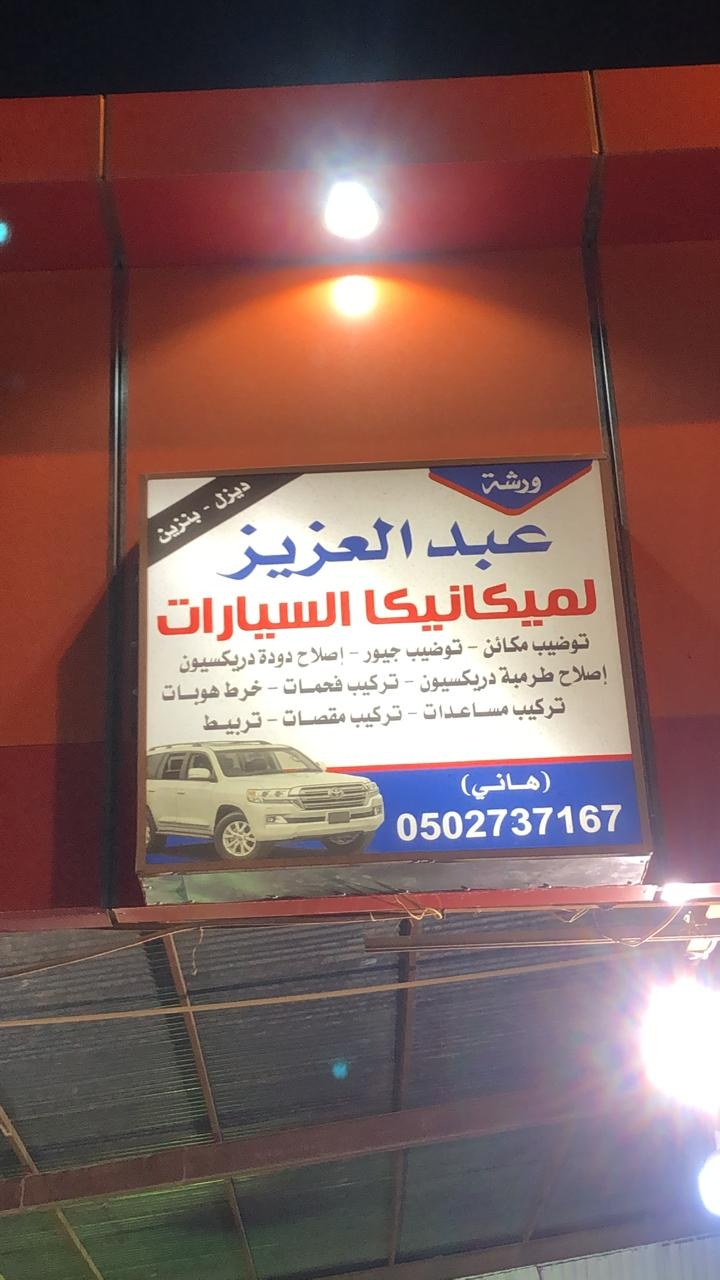 ورشة
ديزل - بنزين
عبد العزيز
لميكانيكا السيارات
توضيب مكائن - توضيب جيور - إصلاح دودة دريكسيون
إصلاح طرمبة دريكسيون - تركيب فحمات - خرط هوبات
تركيب مساعدات - تركيب مقصات - تربيط
(هاني)
0502737167